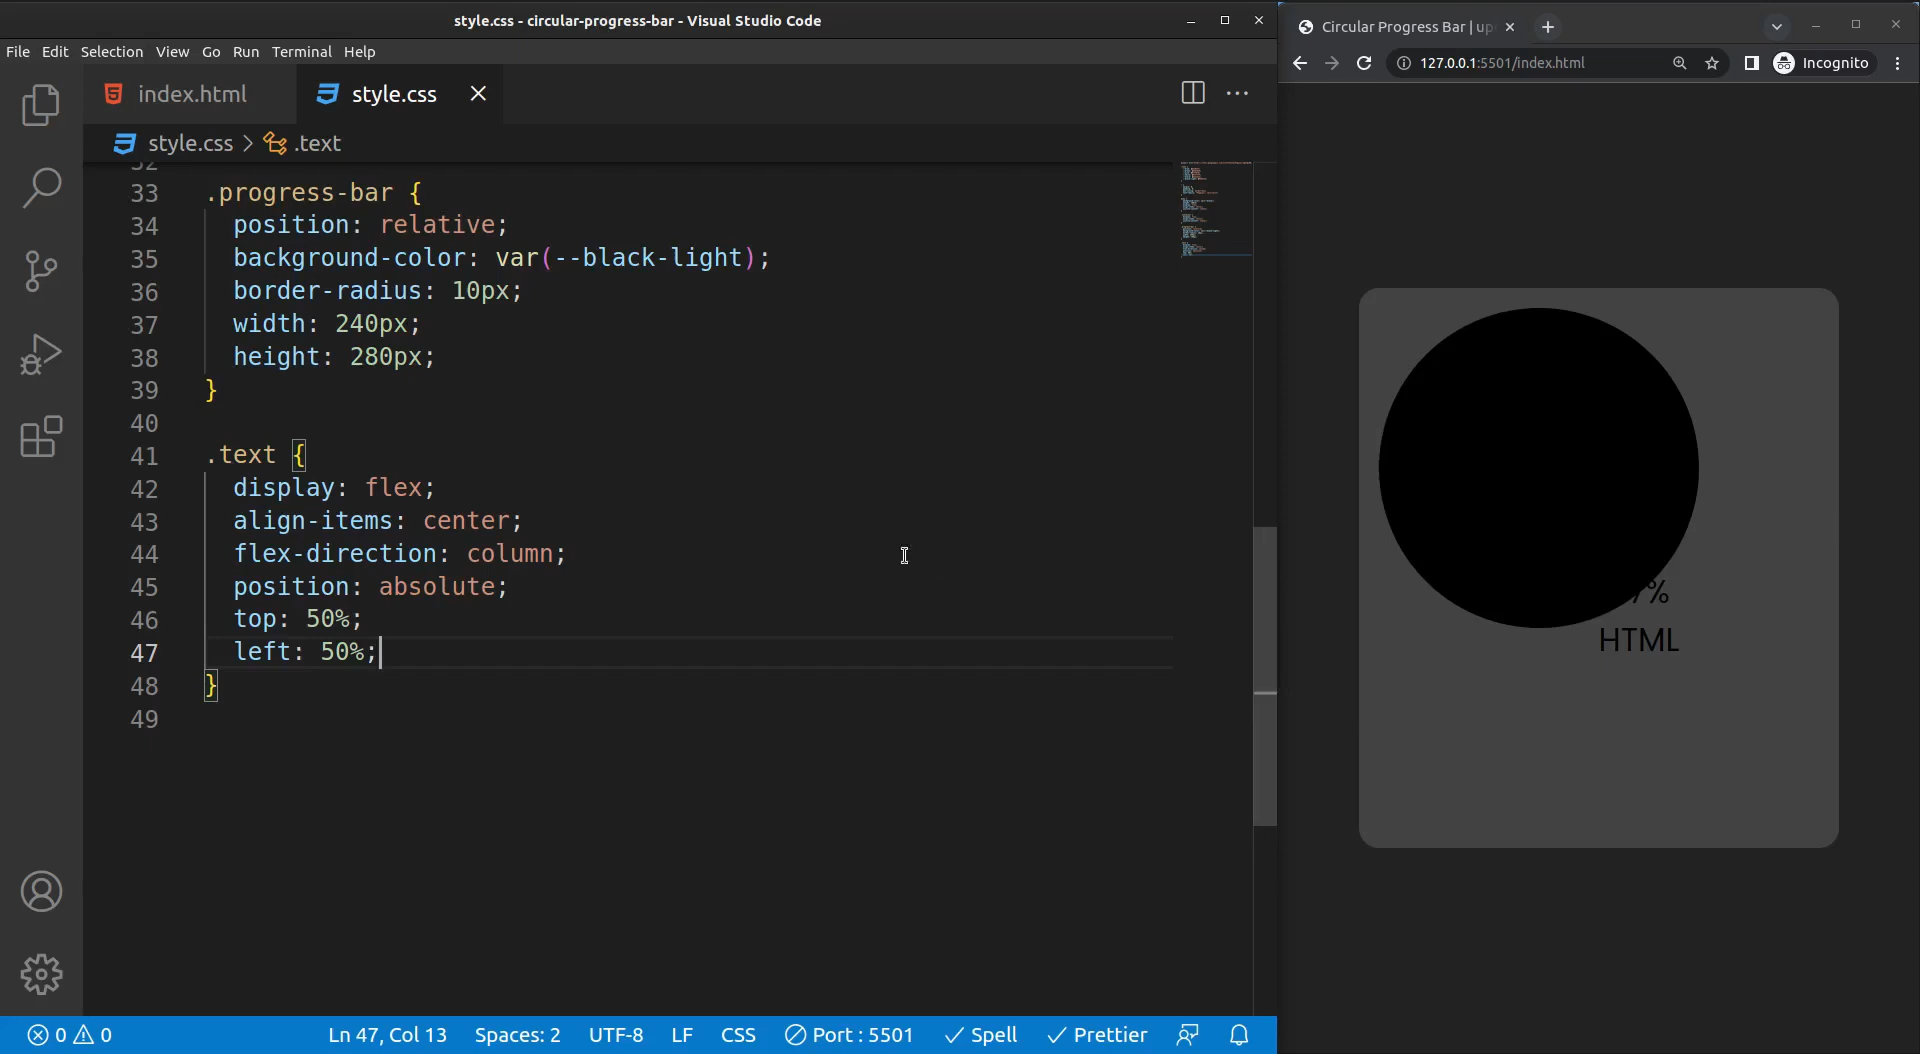 style.css - circular-progress-bar - Visual Studio Code
File Edit Selection View Go Run Terminal Help
index.html
style.css
style.css > .text
32
33 .progress-bar {
34 position: relative;
35 background-color: var(--black-light);
36 border-radius: 10px;
37 width: 240px;
38 height: 280px;
39 }
40
41 .text {
42 display: flex;
43 align-items: center;
44 flex-direction: column;
45 position: absolute;
46 top: 50%;
47 left: 50%;
48 }
49
0 0
Ln 47, Col 13 Spaces: 2 UTF-8 LF CSS Port : 5501 Spell Prettier
Circular Progress Bar | up
127.0.0.1:5501/index.html
Incognito
%
HTML